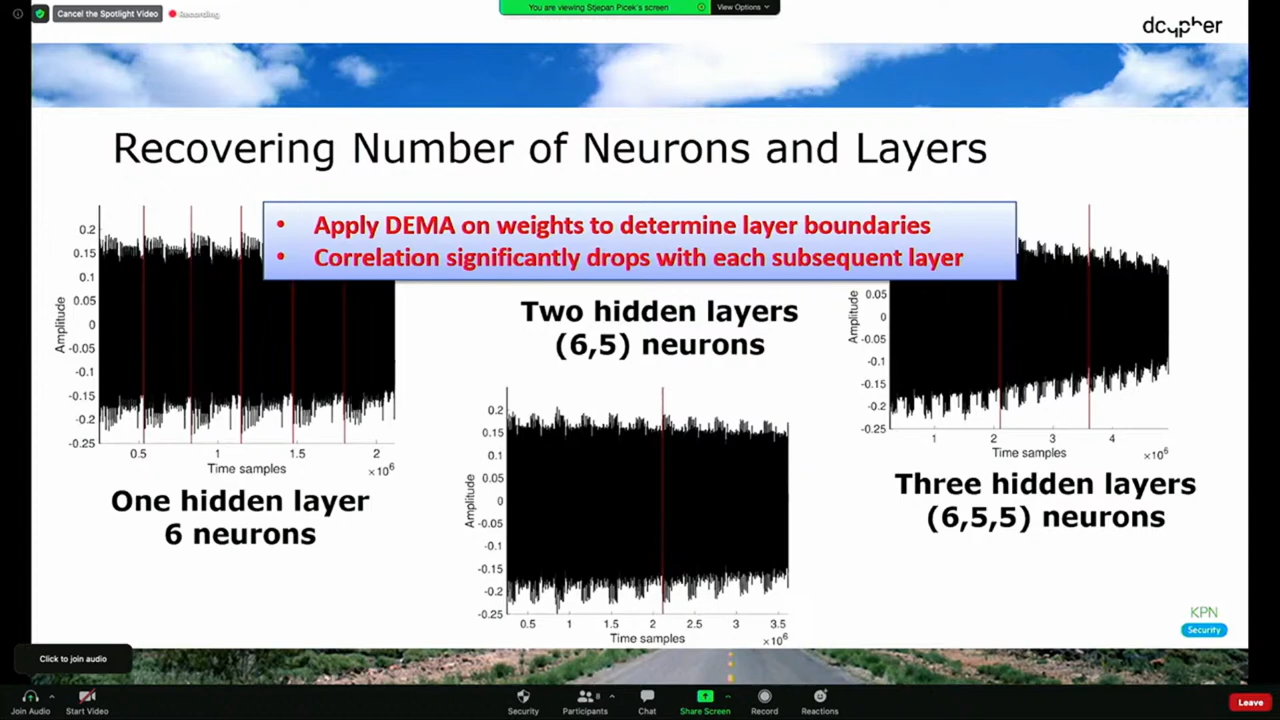 Cancel the Spotlight Video
Recording
You are viewing Stjepan Picek's screen
View Options
dcypher
Recovering Number of Neurons and Layers
• Apply DEMA on weights to determine layer boundaries
• Correlation significantly drops with each subsequent layer
0.2
0.15
0.1
0.05
0
-0.05
-0.1
-0.15
-0.2
-0.25
Amplitude
0.5 1 1.5 2
Time samples
×10⁶
One hidden layer
6 neurons
Two hidden layers
(6,5) neurons
0.2
0.15
0.1
0.05
0
-0.05
-0.1
-0.15
-0.2
-0.25
Amplitude
0.5 1 1.5 2 2.5 3 3.5
Time samples
×10⁶
0.05
0
-0.05
-0.1
-0.15
-0.2
-0.25
Amplitude
1 2 3 4
Time samples
×10⁶
Three hidden layers
(6,5,5) neurons
KPN
Security
Click to join audio
Join Audio
Start Video
Security
Participants
8
Chat
Share Screen
Record
Reactions
Leave